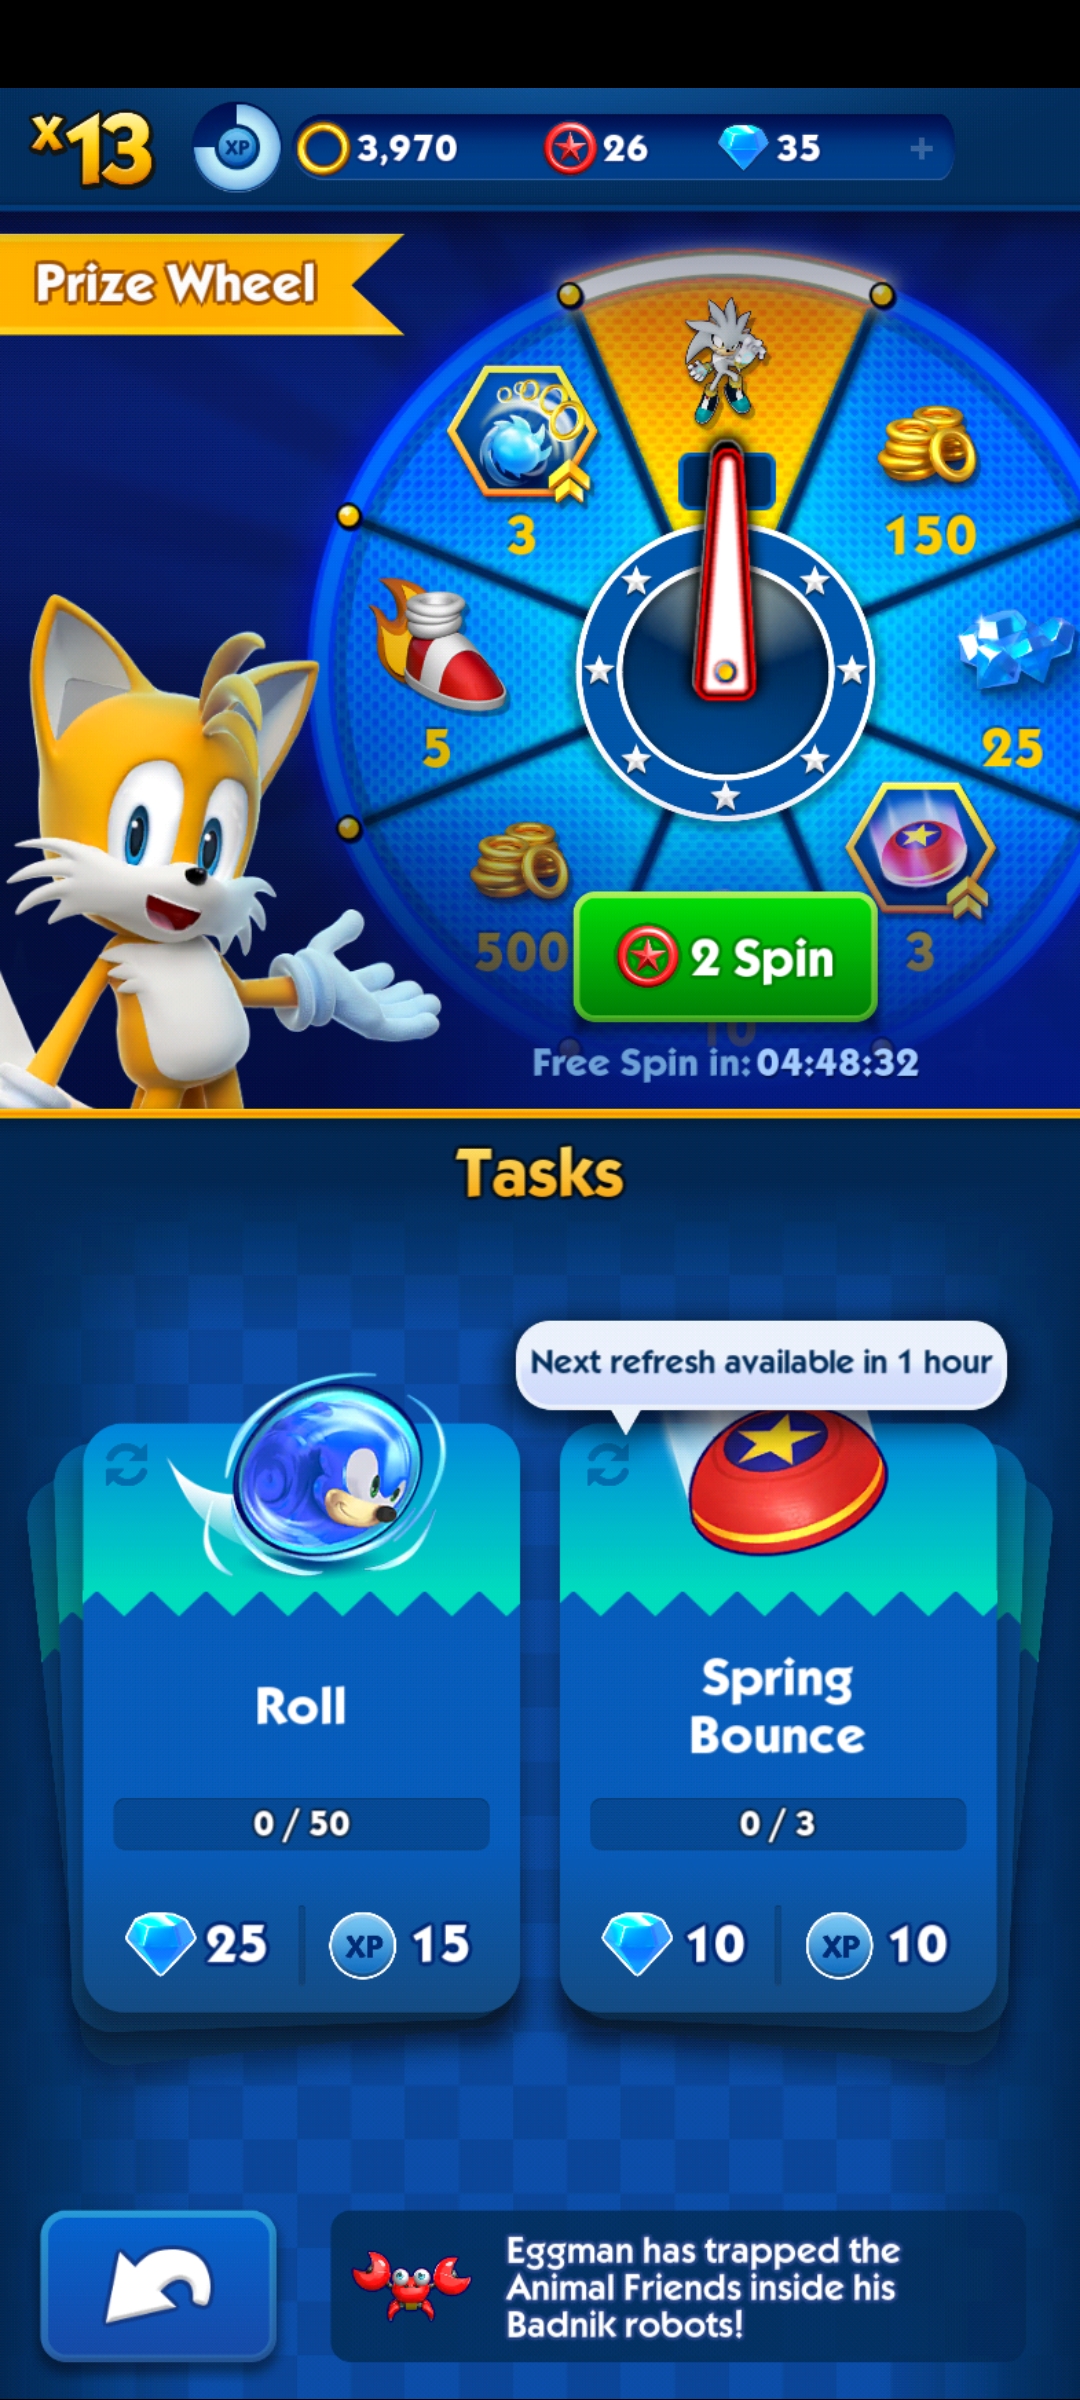 x13
XP
3,970
26
35
+
Prize Wheel
3
150
5
25
500
2 Spin
3
10
Free Spin in: 04:48:32
Tasks
Next refresh available in 1 hour
Roll
Spring
Bounce
0 / 50
0 / 3
25
XP
15
10
XP
10
Eggman has trapped the
Animal Friends inside his
Badnik robots!